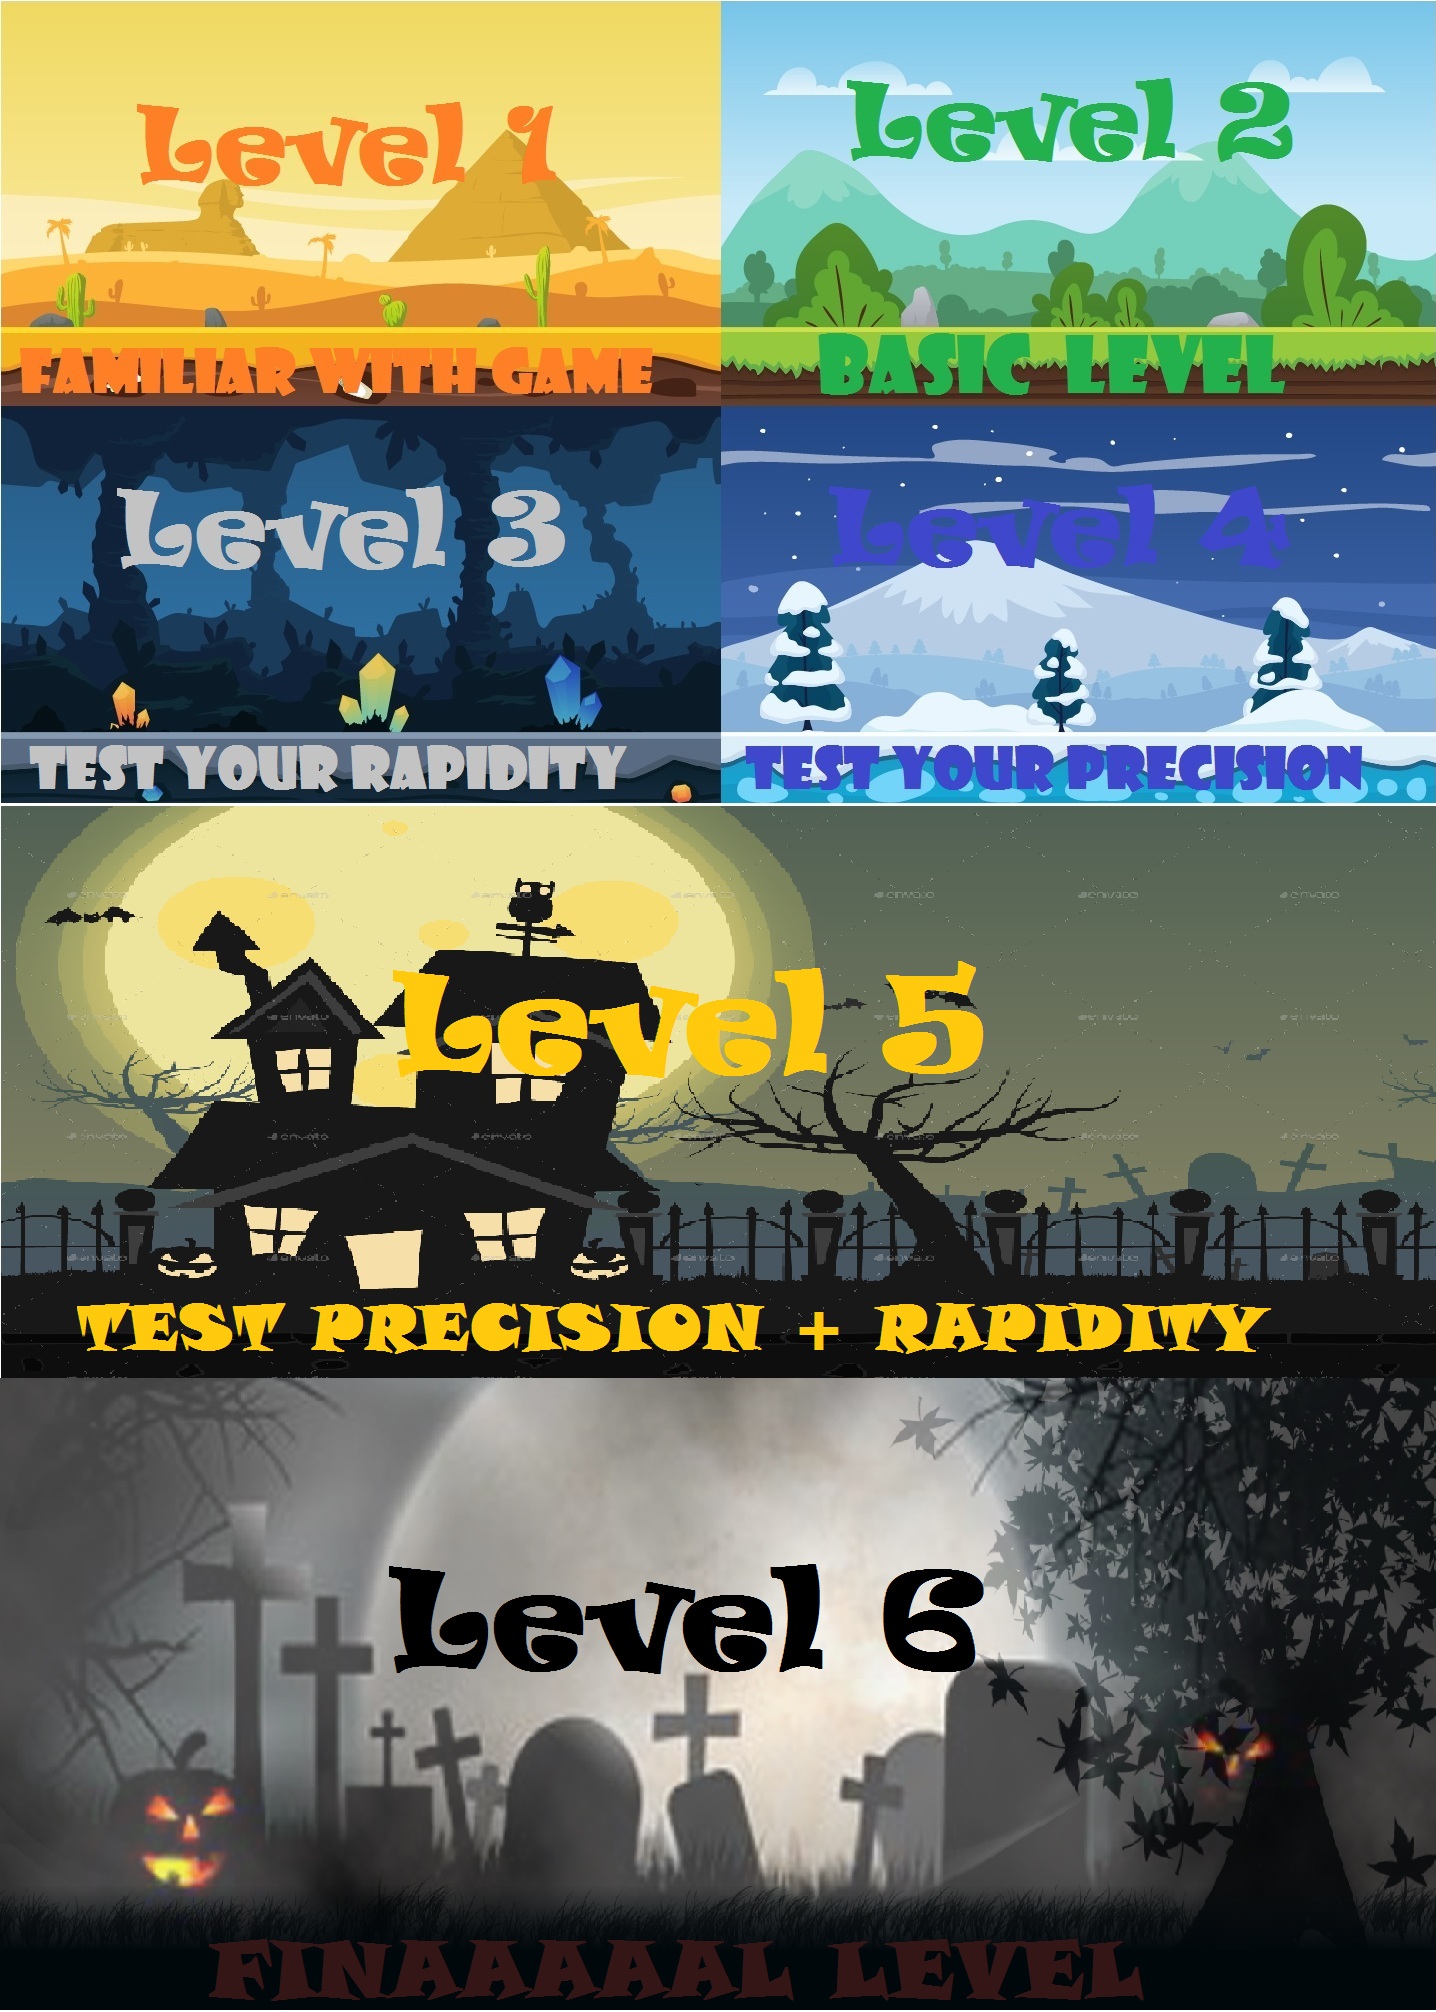 Level 1
FAMILIAR WITH GAME
Level 2
BASIC LEVEL
Level 3
TEST YOUR RAPIDITY
Level 4
TEST YOUR PRECISION
Level 5
envato
TEST PRECISION + RAPIDITY
Level 6
FINAAAAAL LEVEL